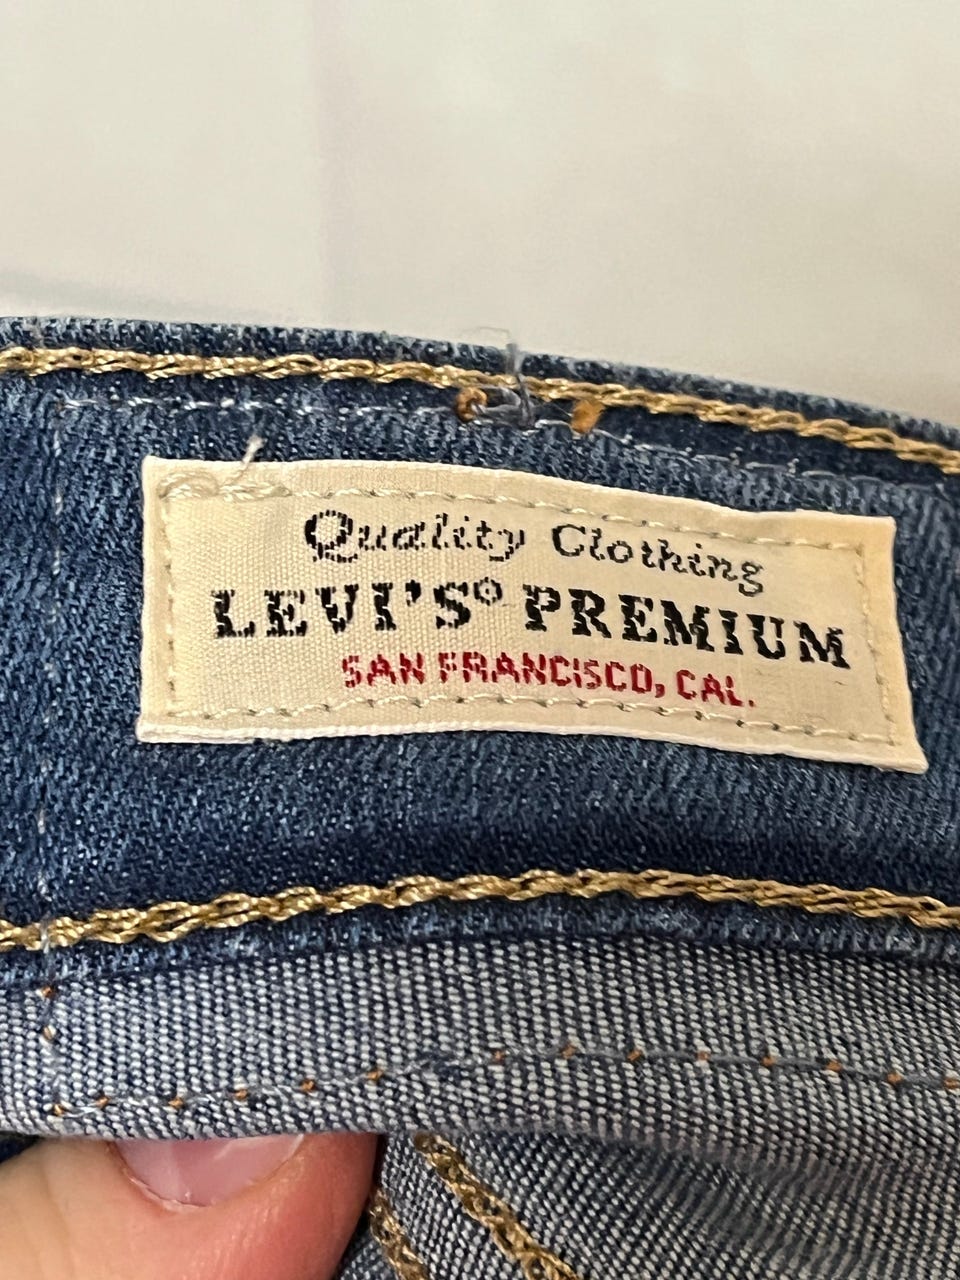 Quality Clothing
LEVI'S® PREMIUM
SAN FRANCISCO, CAL.